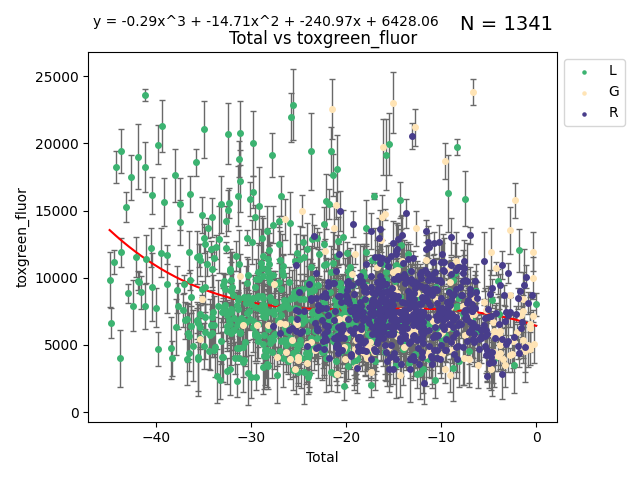 y = -0.29x^3 + -14.71x^2 + -240.97x + 6428.06
N = 1341
Total vs toxgreen_fluor
25000
20000
15000
10000
5000
0
toxgreen_fluor
−40
−30
−20
−10
0
Total
L
G
R